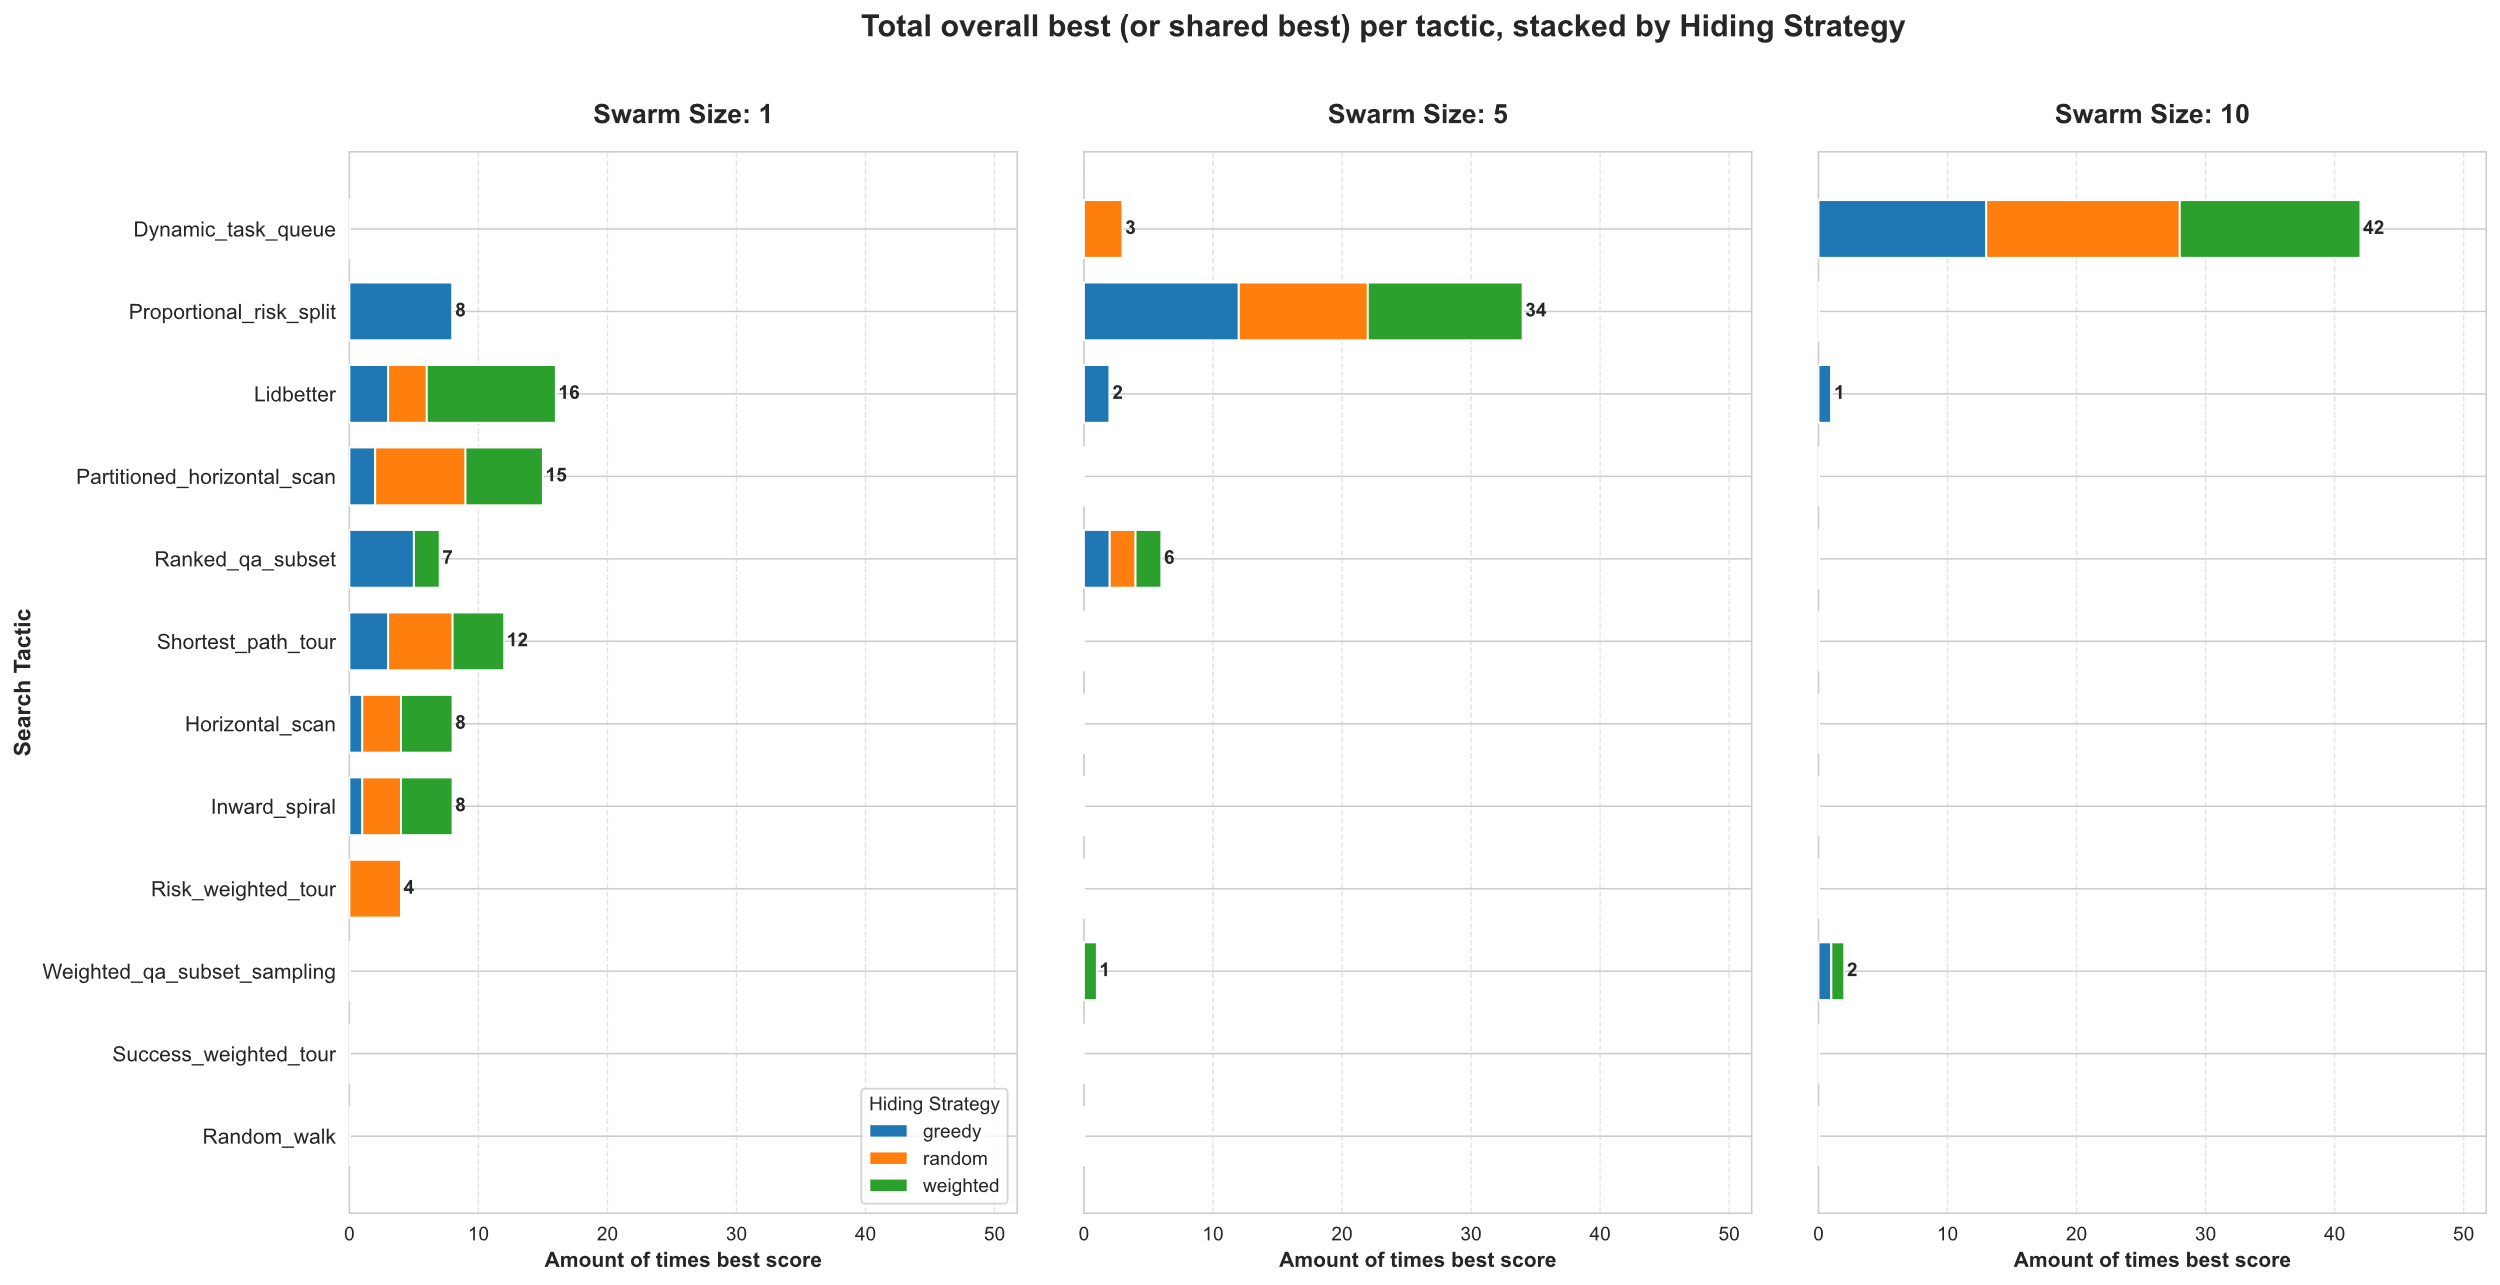 Total overall best (or shared best) per tactic, stacked by Hiding Strategy
Swarm Size: 1
Swarm Size: 5
Swarm Size: 10
Search Tactic
Dynamic_task_queue
3
42
Proportional_risk_split
8
34
Lidbetter
16
2
1
Partitioned_horizontal_scan
15
Ranked_qa_subset
7
6
Shortest_path_tour
12
Horizontal_scan
8
Inward_spiral
8
Risk_weighted_tour
4
Weighted_qa_subset_sampling
1
2
Success_weighted_tour
Random_walk
Hiding Strategy
greedy
random
weighted
0 10 20 30 40 50
0 10 20 30 40 50
0 10 20 30 40 50
Amount of times best score
Amount of times best score
Amount of times best score